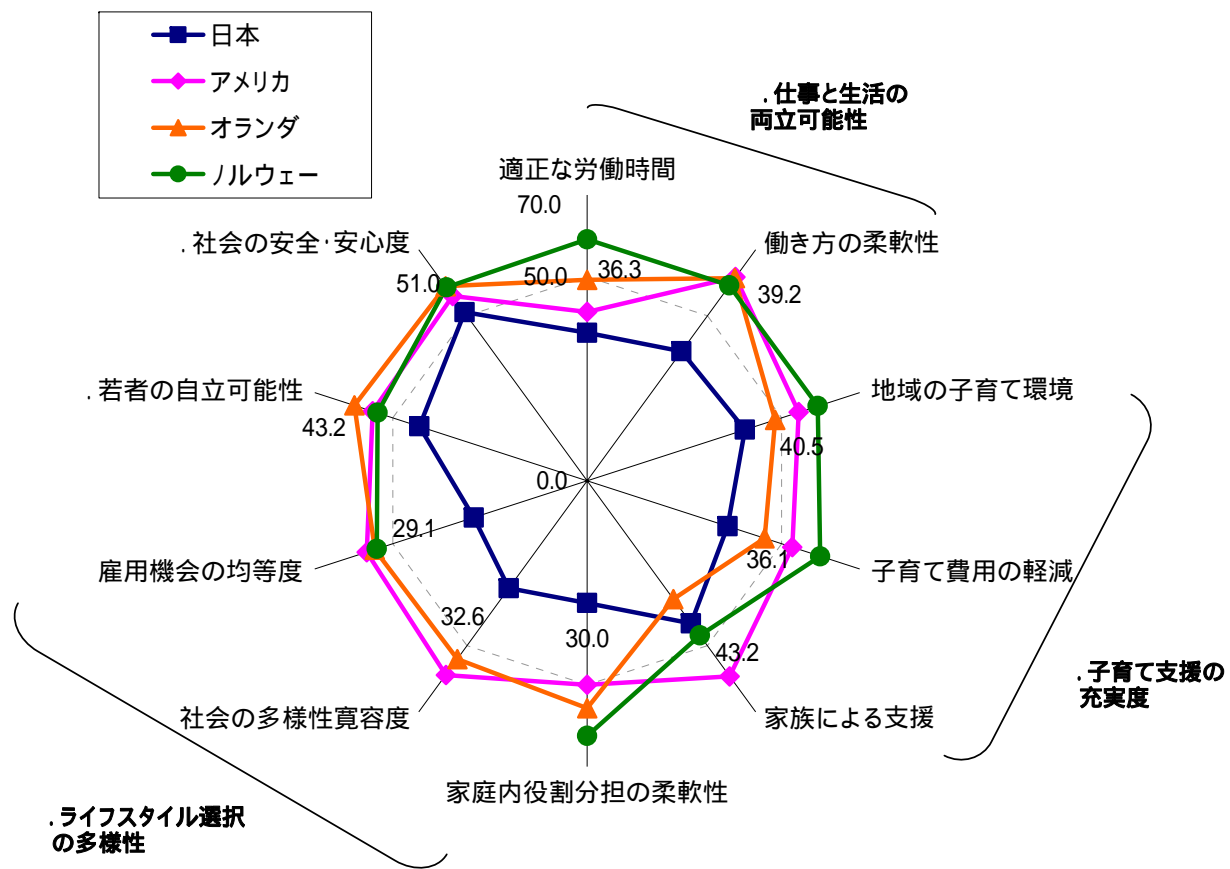 日本
アメリカ
オランダ
ノルウェー
.仕事と生活の
両立可能性
適正な労働時間
70.0
.社会の安全･安心度
働き方の柔軟性
51.0
50.0
36.3
39.2
.若者の自立可能性
地域の子育て環境
43.2
40.5
0.0
29.1
36.1
雇用機会の均等度
子育て費用の軽減
32.6
30.0
43.2
.子育て支援の
充実度
社会の多様性寛容度
家族による支援
家庭内役割分担の柔軟性
.ライフスタイル選択
の多様性